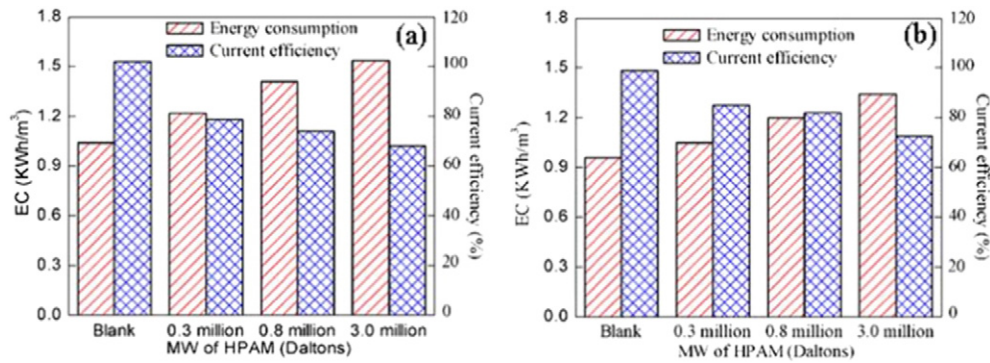 1.8
1.5
1.2
0.9
0.6
0.3
0.0
EC (KWh/m³)
Energy consumption
Current efficiency
(a)
120
100
80
60
40
20
0
Current efficiency (%)
Blank 0.3 million 0.8 million 3.0 million
MW of HPAM (Daltons)
1.8
1.5
1.2
0.9
0.6
0.3
0.0
EC (KWh/m³)
Energy consumption
Current efficiency
(b)
120
100
80
60
40
20
0
Current efficiency (%)
Blank 0.3 million 0.8 million 3.0 million
MW of HPAM (Daltons)